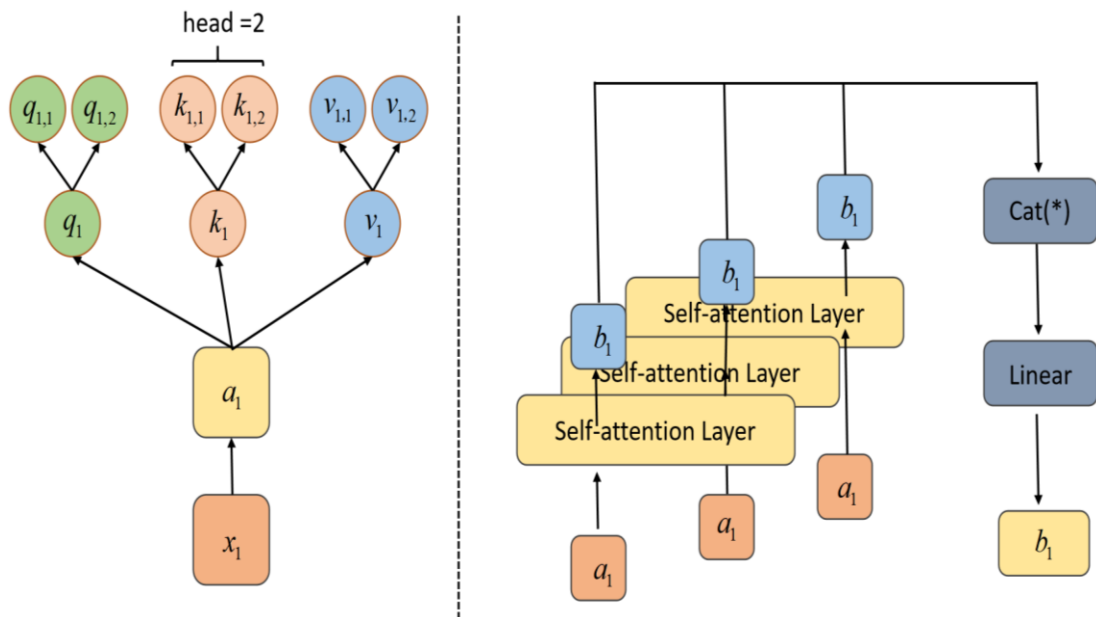 head =2
q1,1 q1,2 k1,1 k1,2 v1,1 v1,2
q1 k1 v1
a1
x1
b1 Cat(*)
b1
Self-attention Layer
b1
Self-attention Layer
Linear
Self-attention Layer
a1
a1
a1
b1